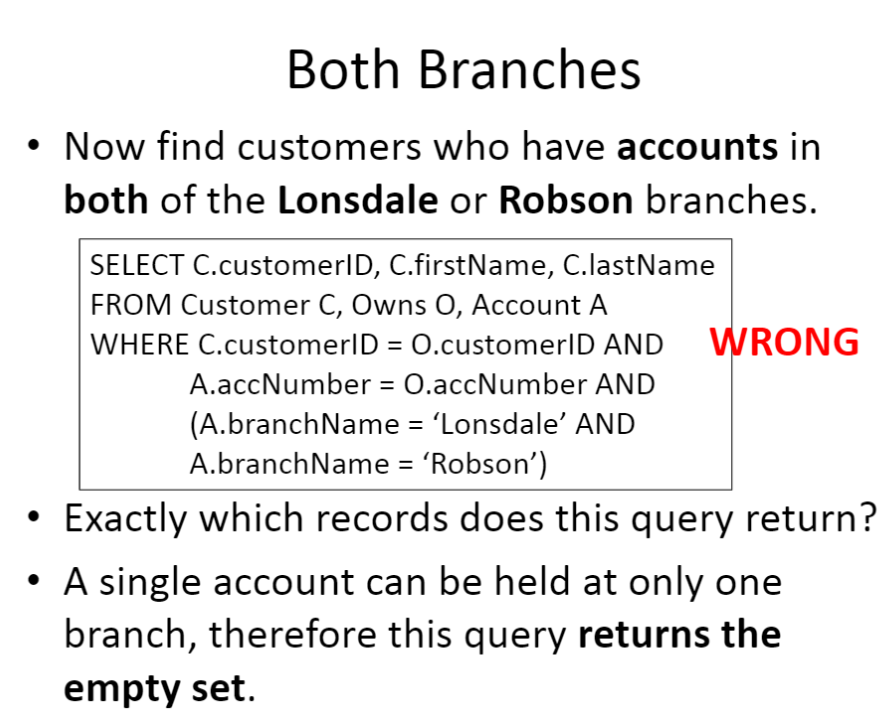 Both Branches
• Now find customers who have accounts in
both of the Lonsdale or Robson branches.
SELECT C.customerID, C.firstName, C.lastName
FROM Customer C, Owns O, Account A
WHERE C.customerID = O.customerID AND
WRONG
A.accNumber = O.accNumber AND
(A.branchName = ‘Lonsdale’ AND
A.branchName = ‘Robson’)
• Exactly which records does this query return?
• A single account can be held at only one
branch, therefore this query returns the
empty set.